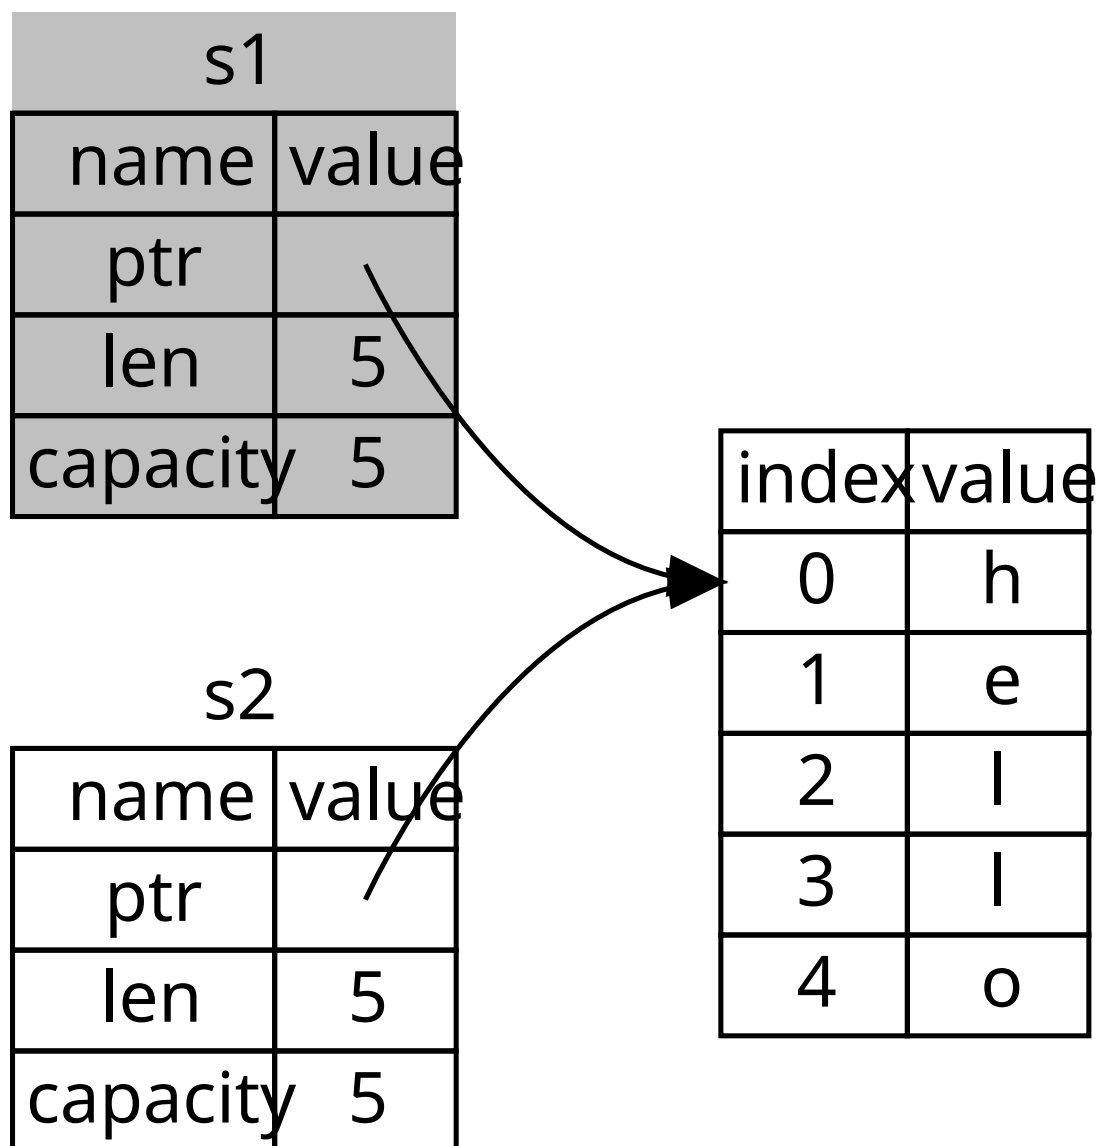 s1
name value
ptr
len 5
capacity 5
s2
name value
ptr
len 5
capacity 5
index value
0 h
1 e
2 l
3 l
4 o